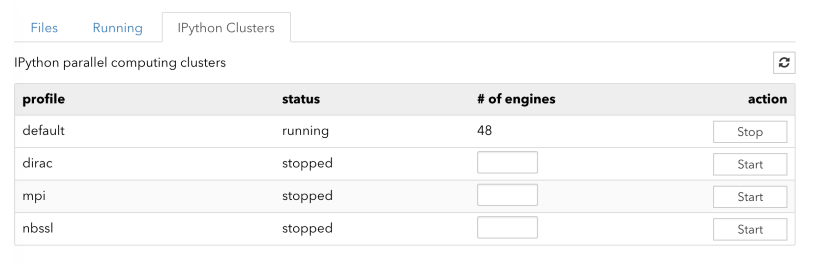 Files Running IPython Clusters
IPython parallel computing clusters
profile status # of engines action
default running 48 Stop
dirac stopped Start
mpi stopped Start
nbssl stopped Start